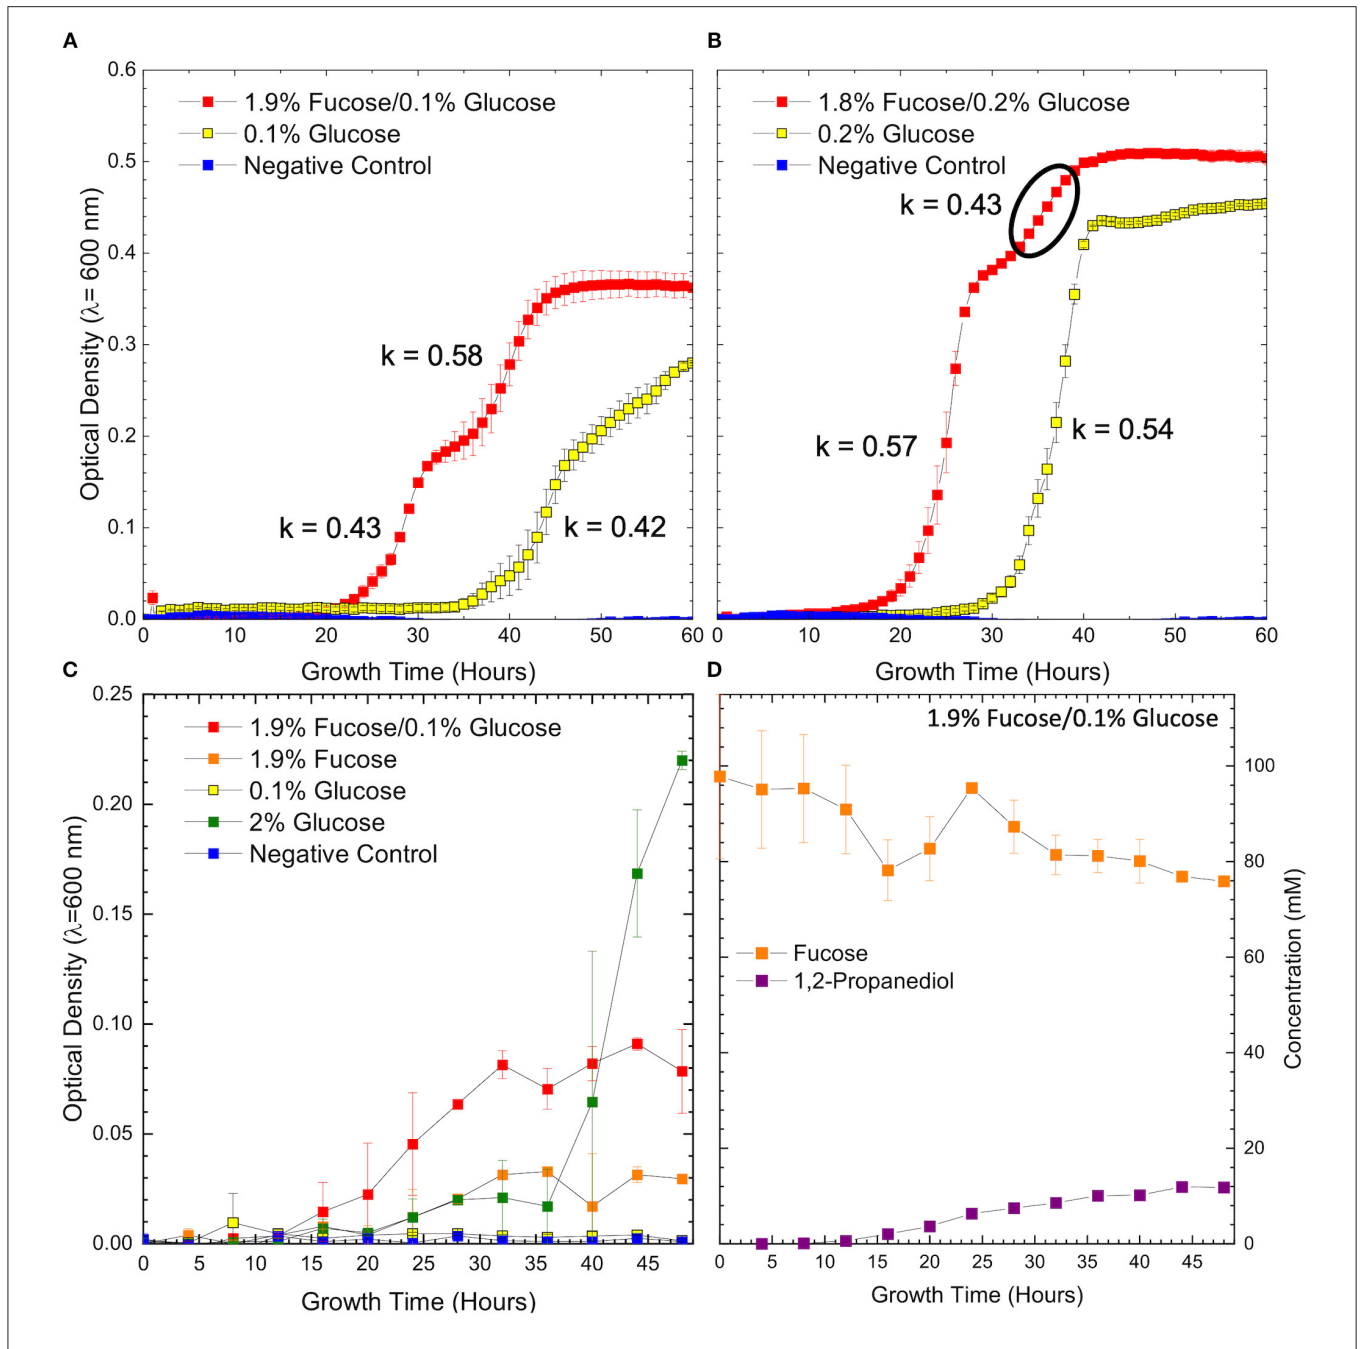 A
0.6
0.5
0.4
0.3
0.2
0.1
0.0
Optical Density (λ= 600 nm)
1.9% Fucose/0.1% Glucose
0.1% Glucose
Negative Control
k = 0.58
k = 0.43
k = 0.42
0 10 20 30 40 50 60
Growth Time (Hours)
B
1.8% Fucose/0.2% Glucose
0.2% Glucose
Negative Control
k = 0.43
k = 0.57
k = 0.54
0 10 20 30 40 50 60
Growth Time (Hours)
C
0.25
0.20
0.15
0.10
0.05
0.00
Optical Density (λ=600 nm)
1.9% Fucose/0.1% Glucose
1.9% Fucose
0.1% Glucose
2% Glucose
Negative Control
0 5 10 15 20 25 30 35 40 45
Growth Time (Hours)
D
1.9% Fucose/0.1% Glucose
Fucose
1,2-Propanediol
100
80
60
40
20
0
Concentration (mM)
0 5 10 15 20 25 30 35 40 45
Growth Time (Hours)